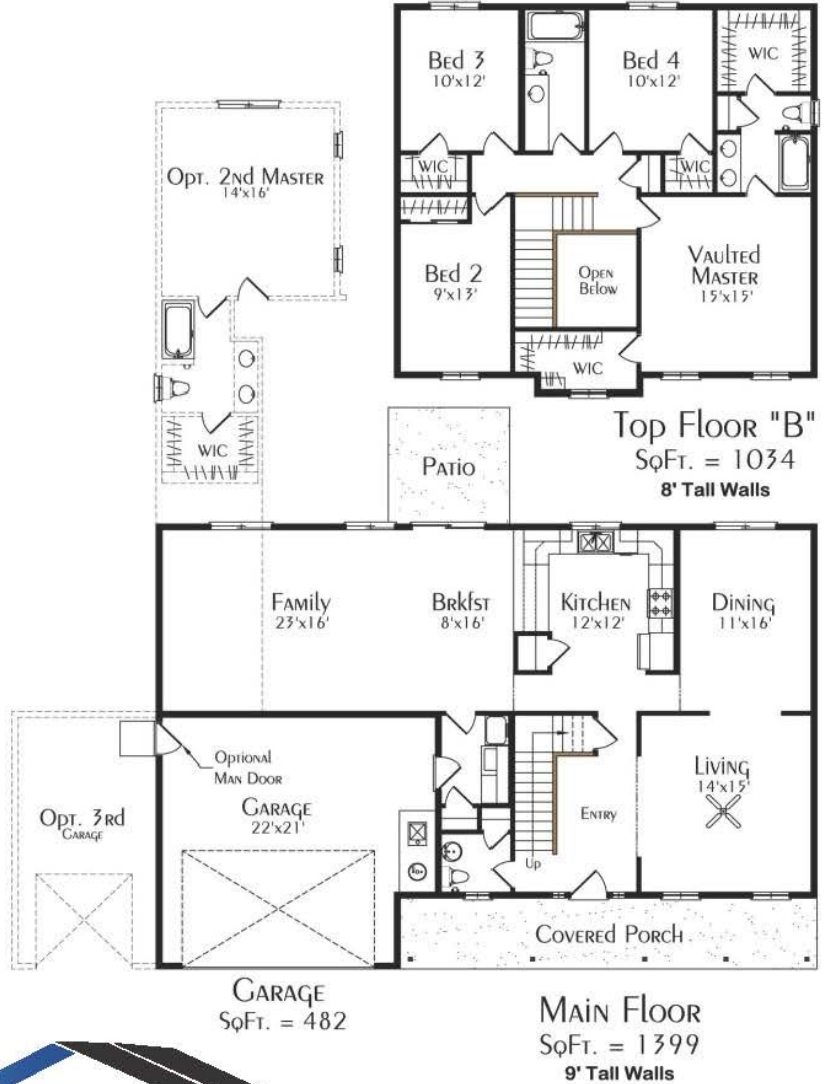 Bed 3
10'x12'
Bed 4
10'x12'
WIC
WIC
WIC
Opt. 2nd Master
14'x16'
Bed 2
9'x13'
Open
Below
Vaulted
Master
15'x15'
WIC
WIC
Top Floor "B"
SqFt. = 1034
8' Tall Walls
Patio
Family
23'x16'
Brkfst
8'x16'
Kitchen
12'x12'
Dining
11'x16'
Optional
Man Door
Garage
22'x21'
Opt. 3rd
Garage
Living
14'x15'
Entry
Up
Covered Porch
Garage
SqFt. = 482
Main Floor
SqFt. = 1399
9' Tall Walls